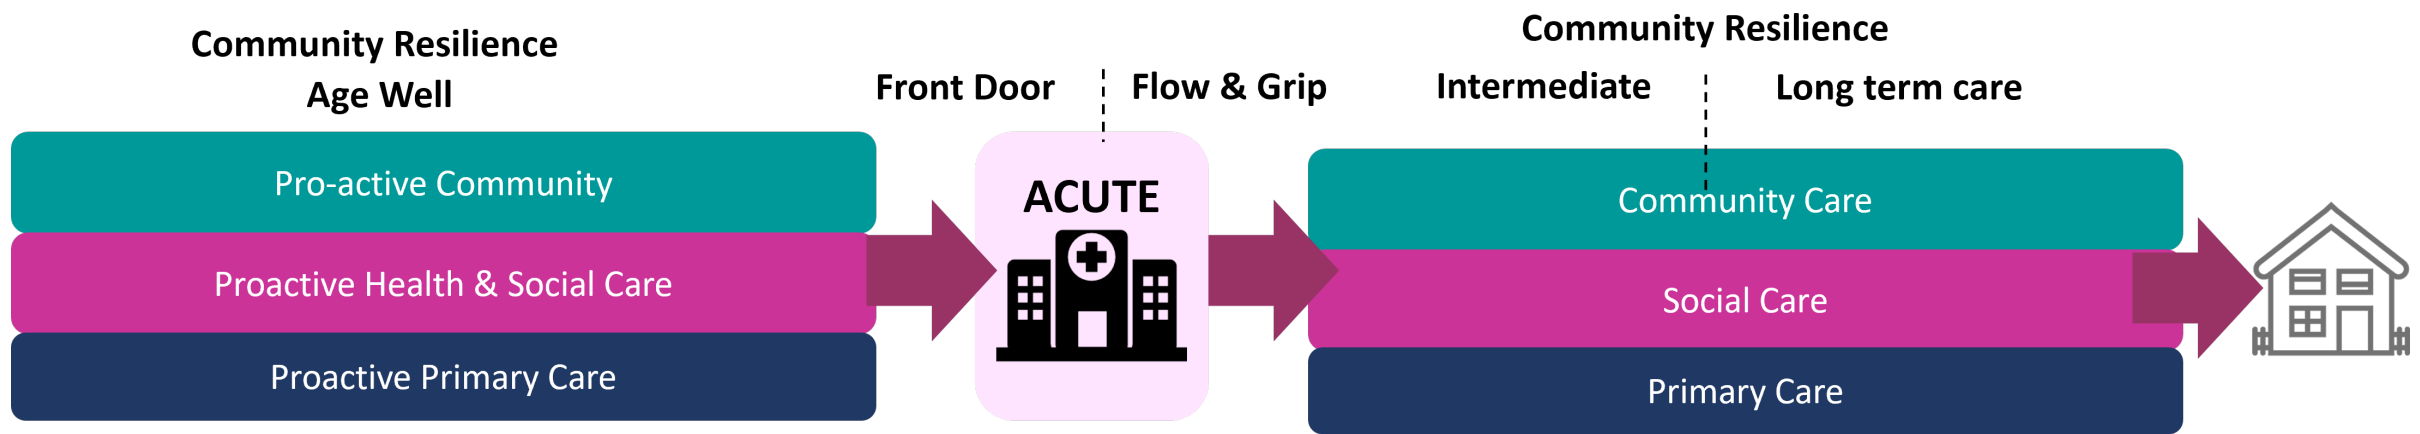 Community Resilience
Age Well
Pro-active Community
Proactive Health & Social Care
Proactive Primary Care
Front Door
Flow & Grip
ACUTE
Community Resilience
Intermediate
Long term care
Community Care
Social Care
Primary Care